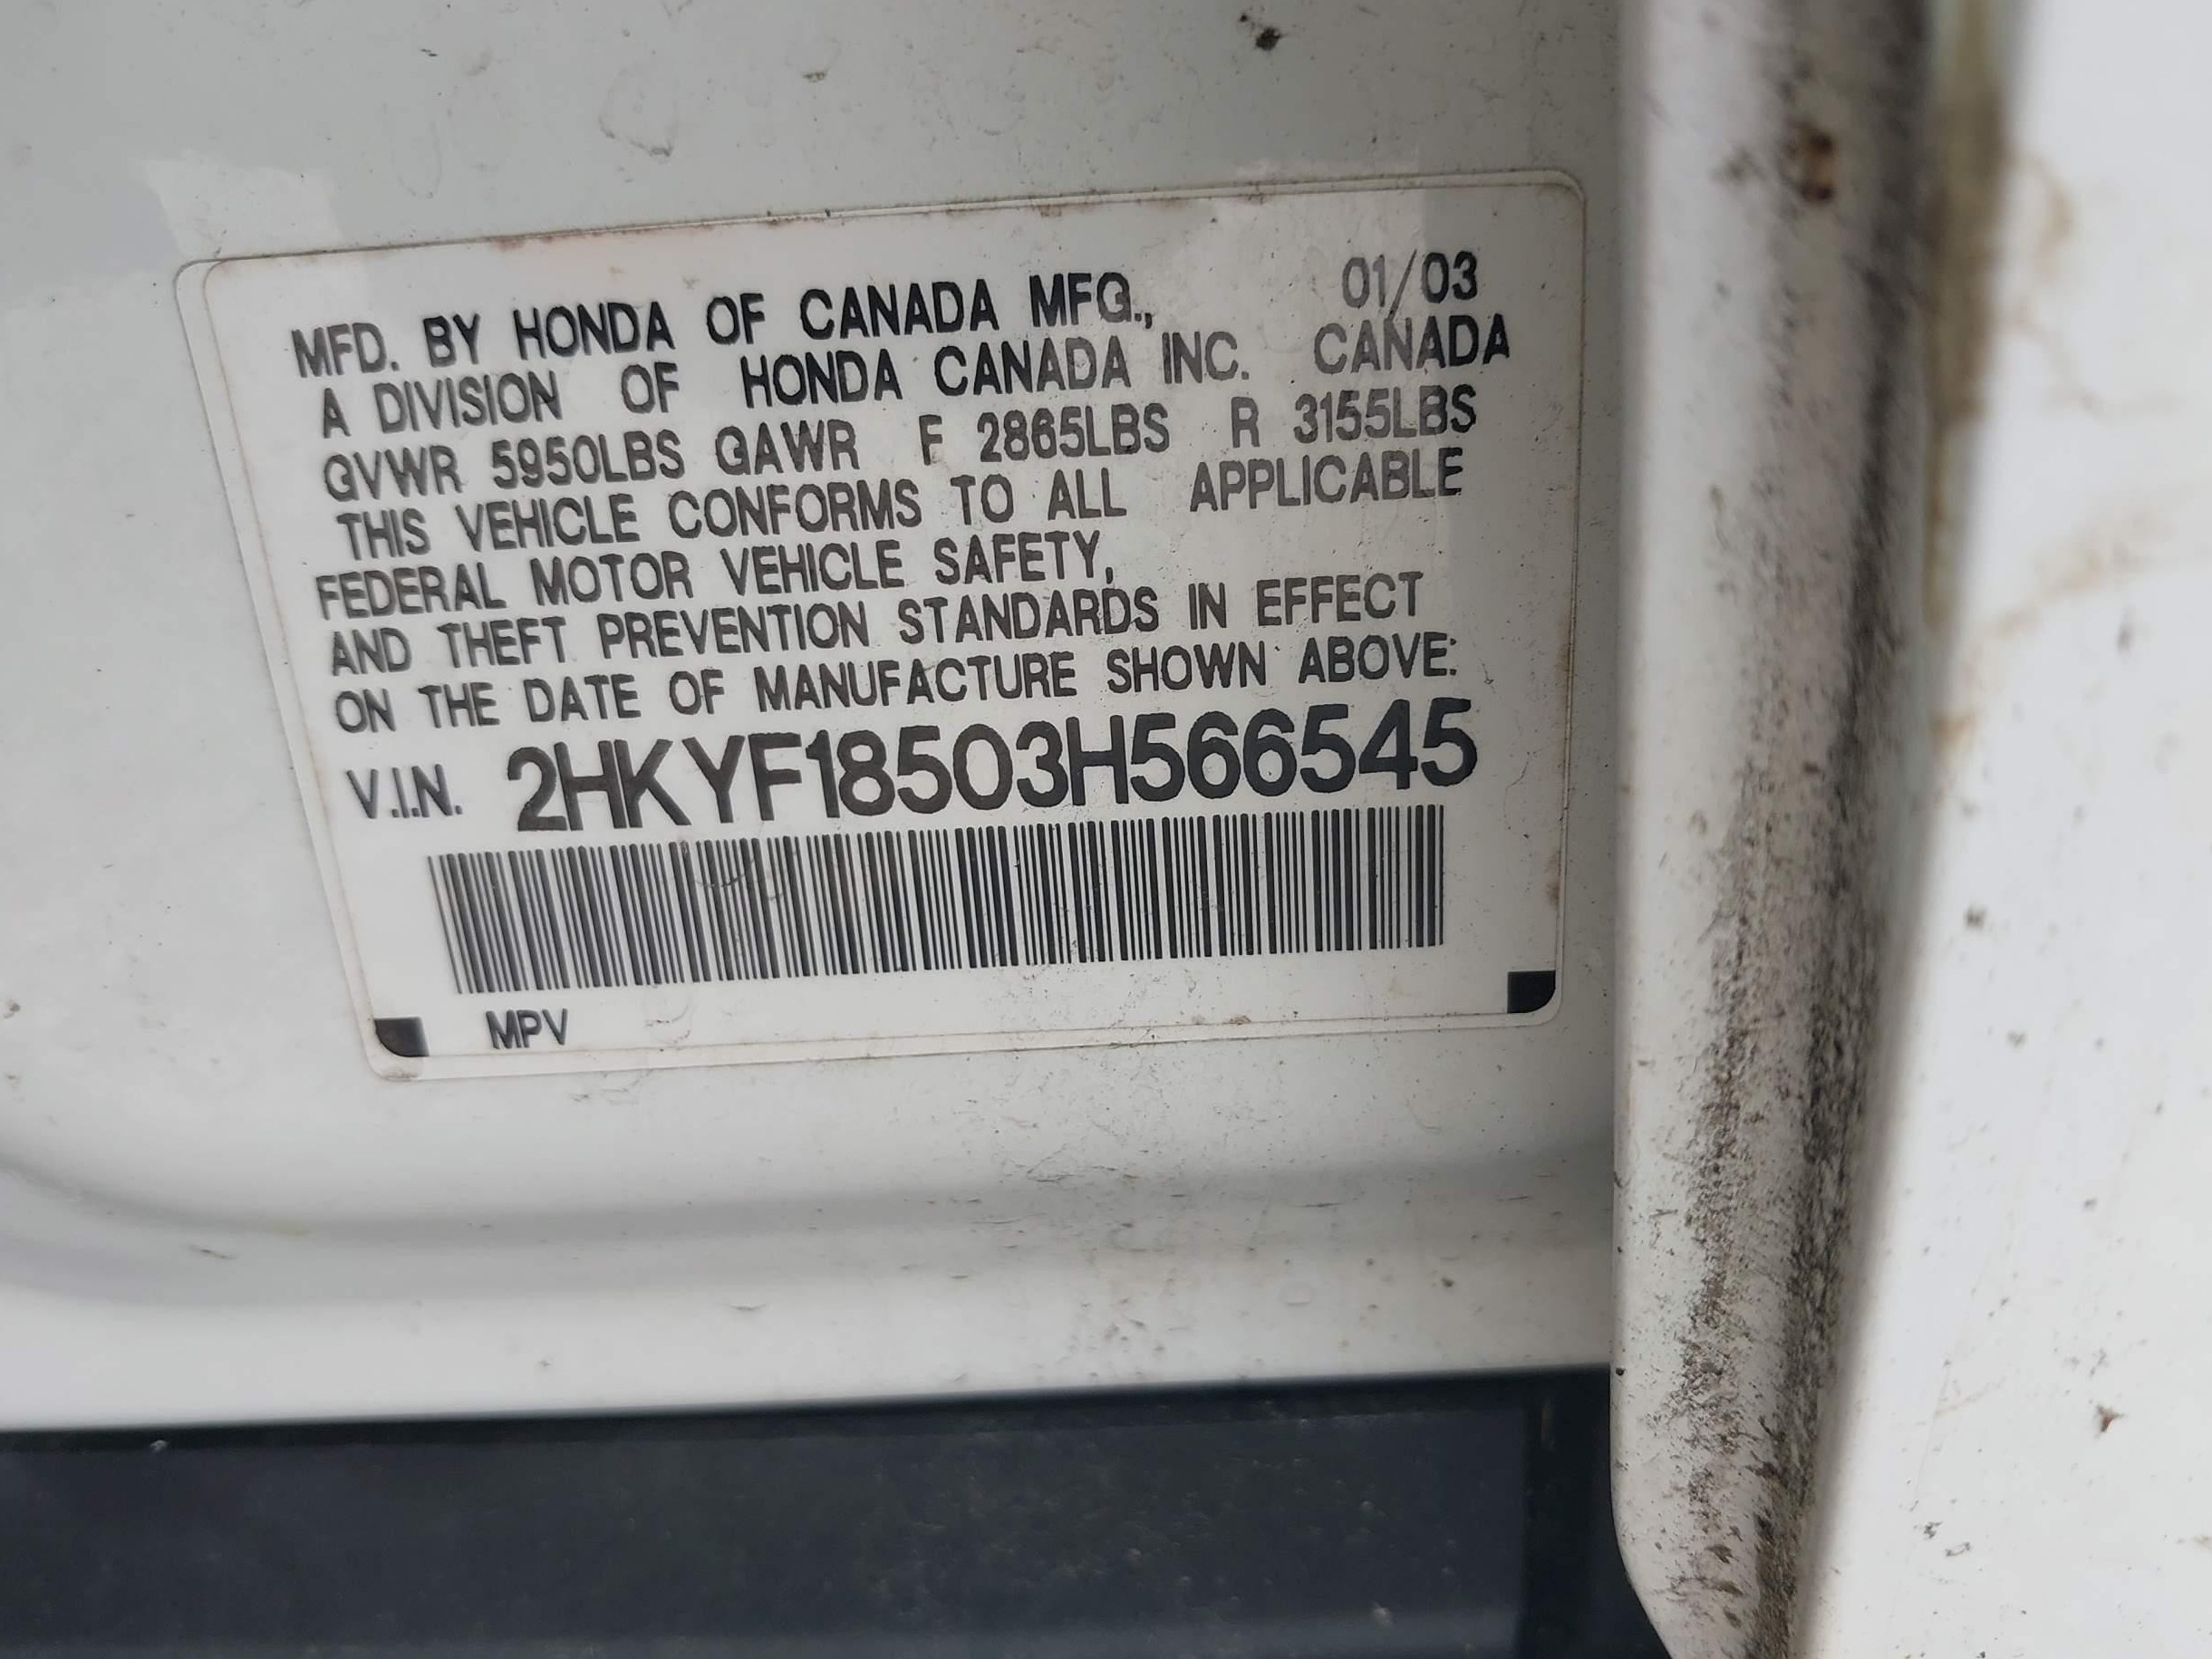 MFD. BY HONDA OF CANADA MFG., 01/03
A DIVISION OF HONDA CANADA INC. CANADA
GVWR 5950LBS GAWR F 2865LBS R 3155LBS
THIS VEHICLE CONFORMS TO ALL APPLICABLE
FEDERAL MOTOR VEHICLE SAFETY,
AND THEFT PREVENTION STANDARDS IN EFFECT
ON THE DATE OF MANUFACTURE SHOWN ABOVE:
V.I.N. 2HKYF18503H566545
MPV